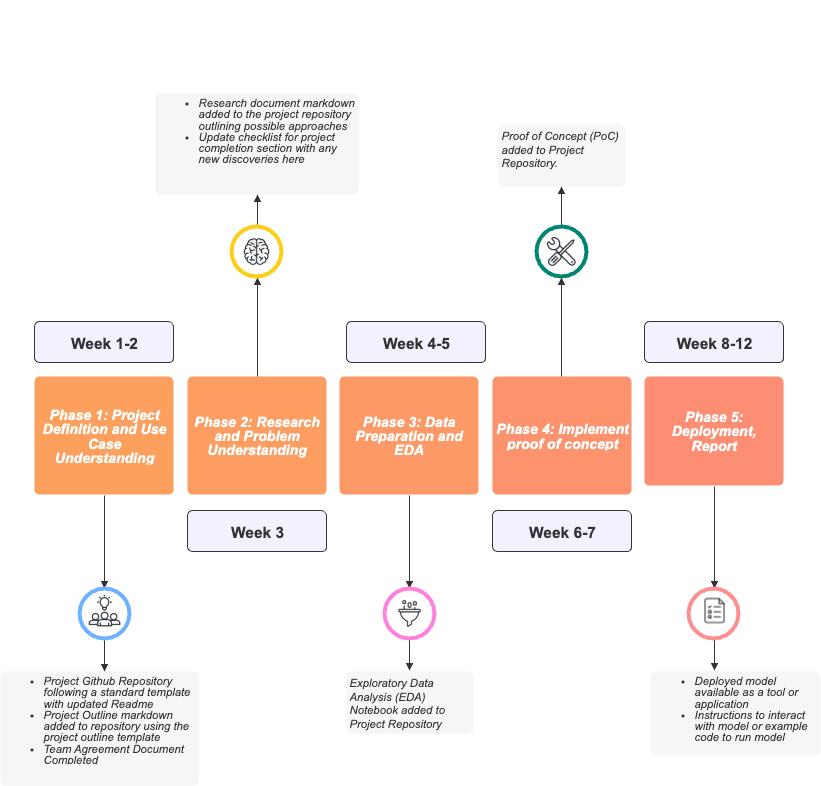 • Research document markdown
added to the project repository
outlining possible approaches
• Update checklist for project
completion section with any
new discoveries here
Proof of Concept (PoC)
added to Project
Repository.
Week 1-2
Week 4-5
Week 8-12
Phase 1: Project
Definition and Use
Case
Understanding
Phase 2: Research
and Problem
Understanding
Phase 3: Data
Preparation and
EDA
Phase 4: Implement
proof of concept
Phase 5:
Deployment,
Report
Week 3
Week 6-7
• Project Github Repository
following a standard template
with updated Readme
• Project Outline markdown
added to repository using the
project outline template
• Team Agreement Document
Completed
Exploratory Data
Analysis (EDA)
Notebook added to
Project Repository
• Deployed model
available as a tool or
application
• Instructions to interact
with model or example
code to run model